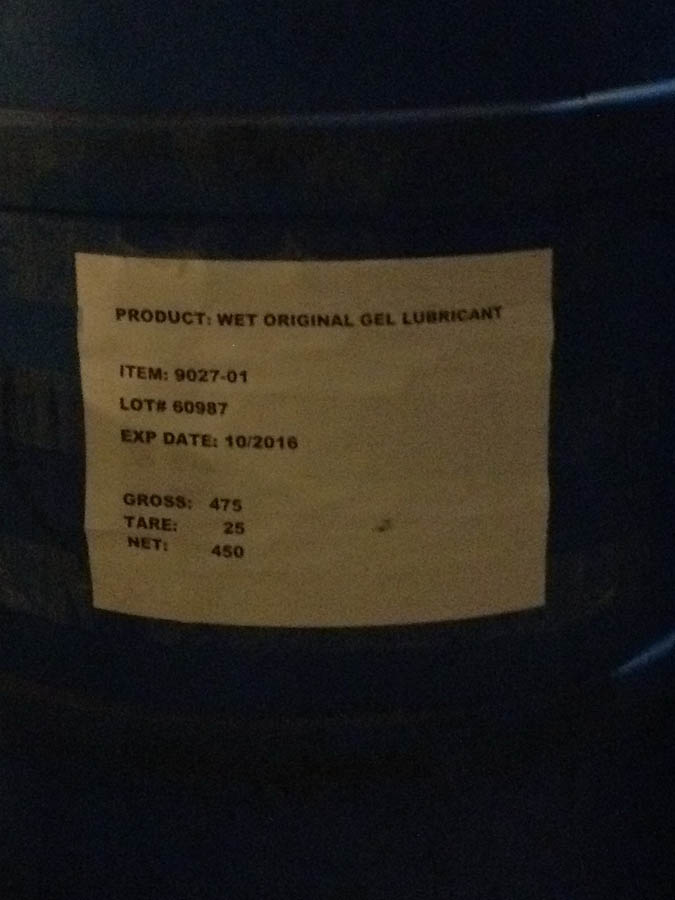 PRODUCT: WET ORIGINAL GEL LUBRICANT
ITEM: 9027-01
LOT# 60987
EXP DATE: 10/2016
GROSS: 475
TARE: 25
NET: 450